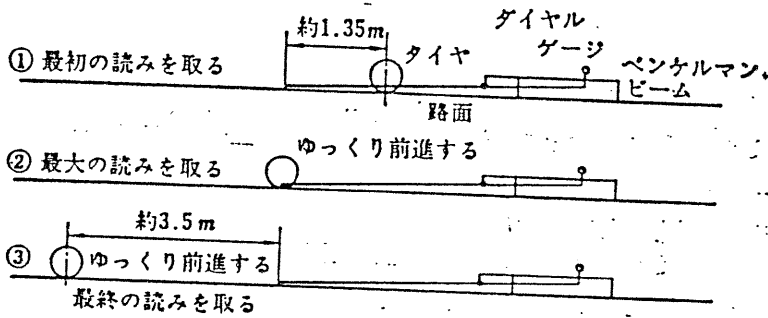 約1.35m
ダイヤル
ゲージ
タイヤ
① 最初の読みを取る
ベンケルマン
ビーム
路面
② 最大の読みを取る
ゆっくり前進する
約3.5m
③
ゆっくり前進する
最終の読みを取る